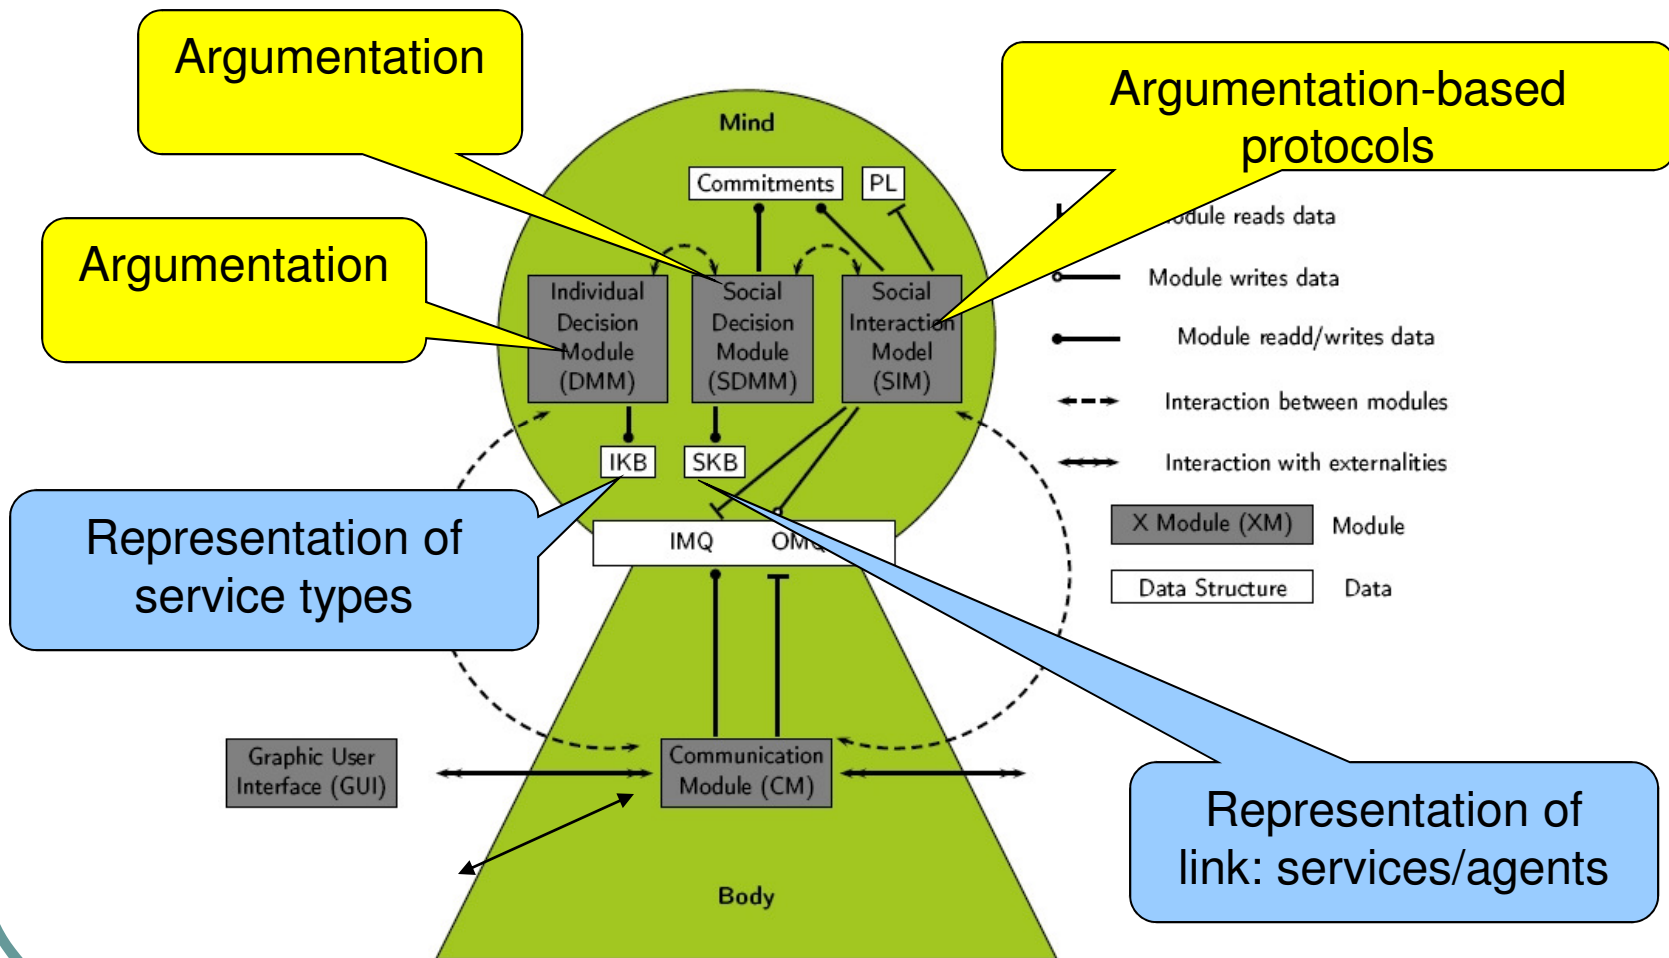 Argumentation
Argumentation-based
protocols
Mind
Commitments
PL
Argumentation
reads data
Module writes data
Module readd/writes data
Interaction between modules
Interaction with externalities
Individual
Decision
Module
(DMM)
Social
Decision
Module
(SDMM)
Social
Interaction
Model
(SIM)
IKB
SKB
Representation of
service types
IMQ
OMQ
X Module (XM)
Module
Data Structure
Data
Graphic User
Interface (GUI)
Communication
Module (CM)
Representation of
link: services/agents
Body